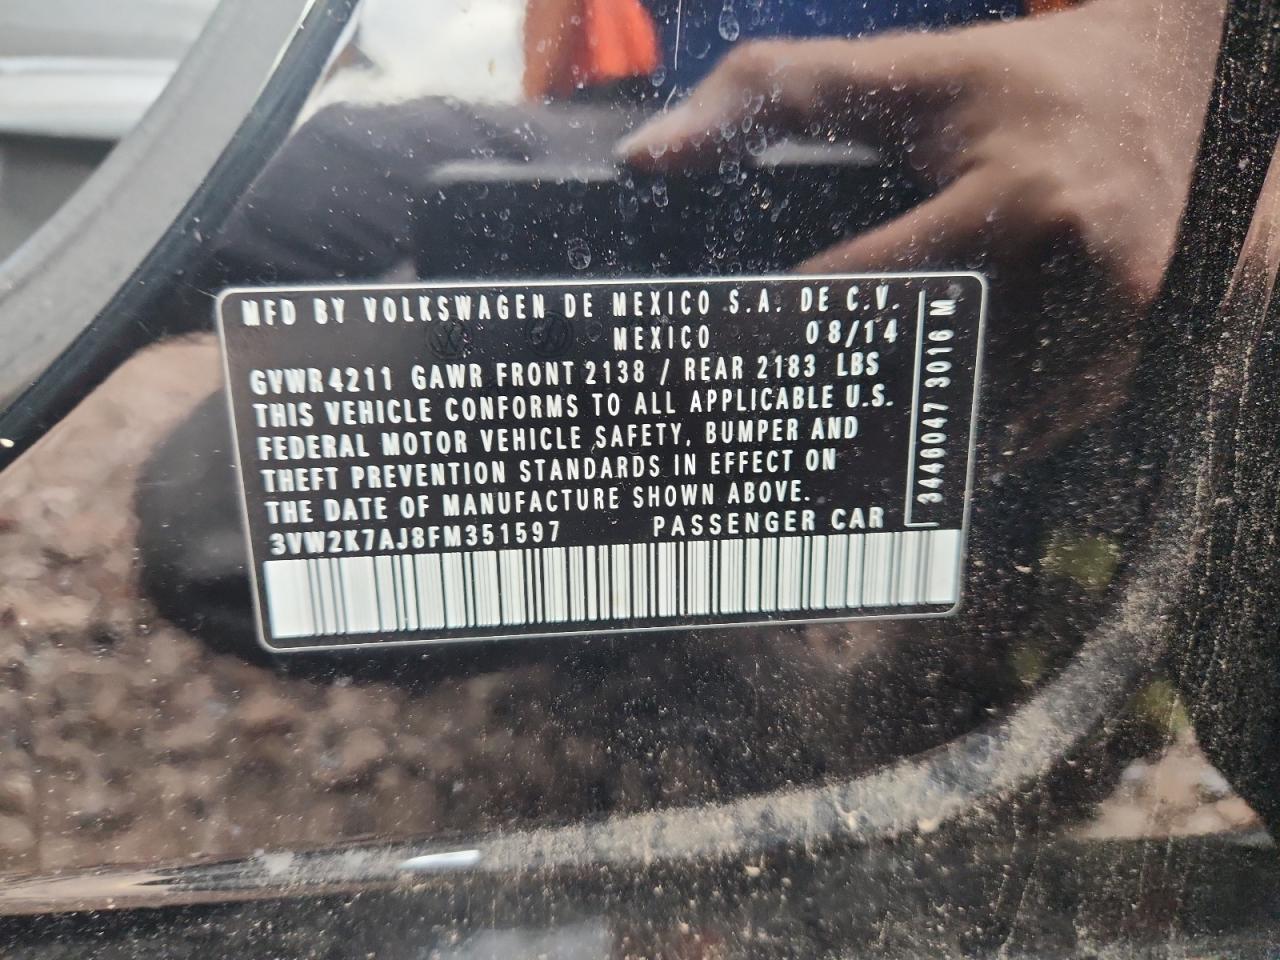 MFD BY VOLKSWAGEN DE MEXICO S.A. DE C.V.
MEXICO 08/14
GVWR 4211 GAWR FRONT 2138 / REAR 2183 LBS
THIS VEHICLE CONFORMS TO ALL APPLICABLE U.S.
FEDERAL MOTOR VEHICLE SAFETY, BUMPER AND
THEFT PREVENTION STANDARDS IN EFFECT ON
THE DATE OF MANUFACTURE SHOWN ABOVE.
3VW2K7AJ8FM351597 PASSENGER CAR
3446047 3016 M